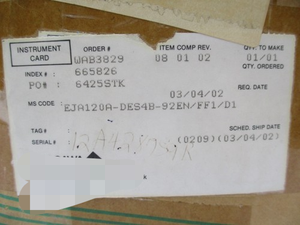 INSTRUMENT CARD ORDER # ITEM COMP REV. QTY TO MAKE
WAB3829 08 01 02 01/01
INDEX #: 665826 QTY. ORDERED
PO#: 6425STK REQ. DATE
03/04/02
MS CODE: EJA120A-DES4B-92EN/FF1/D1
TAG # SCHED. SHIP DATE
SERIAL# (0209)(03/04/02)